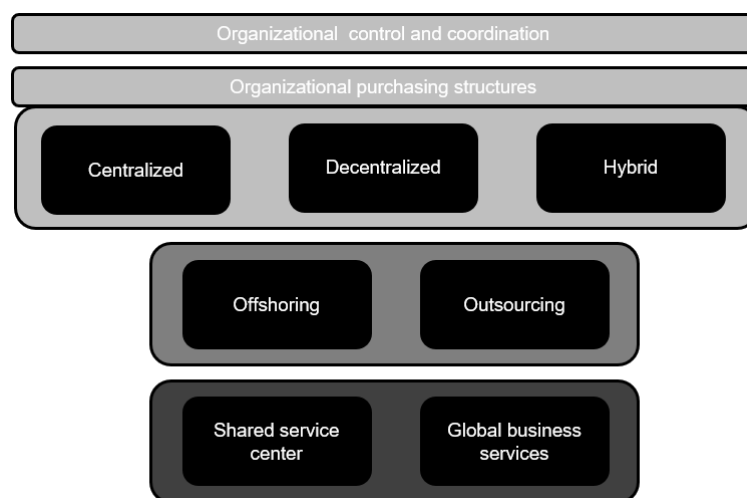 Organizational  control and coordination
Organizational purchasing structures
Centralized
Decentralized
Hybrid
Offshoring
Outsourcing
Shared service
center
Global business
services